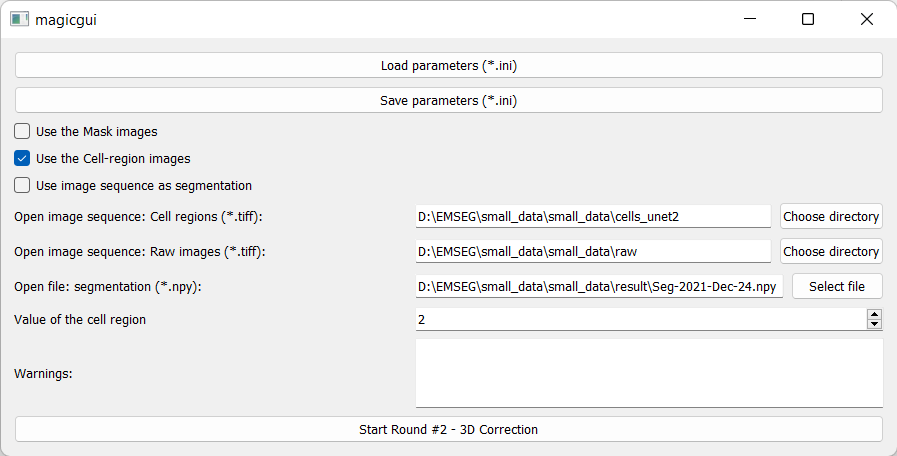 magicgui
Load parameters (*.ini)
Save parameters (*.ini)
Use the Mask images
Use the Cell-region images
Use image sequence as segmentation
Open image sequence: Cell regions (*.tiff): D:\EMSEG\small_data\small_data\cells_unet2 Choose directory
Open image sequence: Raw images (*.tiff): D:\EMSEG\small_data\small_data\raw Choose directory
Open file: segmentation (*.npy): D:\EMSEG\small_data\small_data\result\Seg-2021-Dec-24.npy Select file
Value of the cell region 2
Warnings:
Start Round #2 - 3D Correction